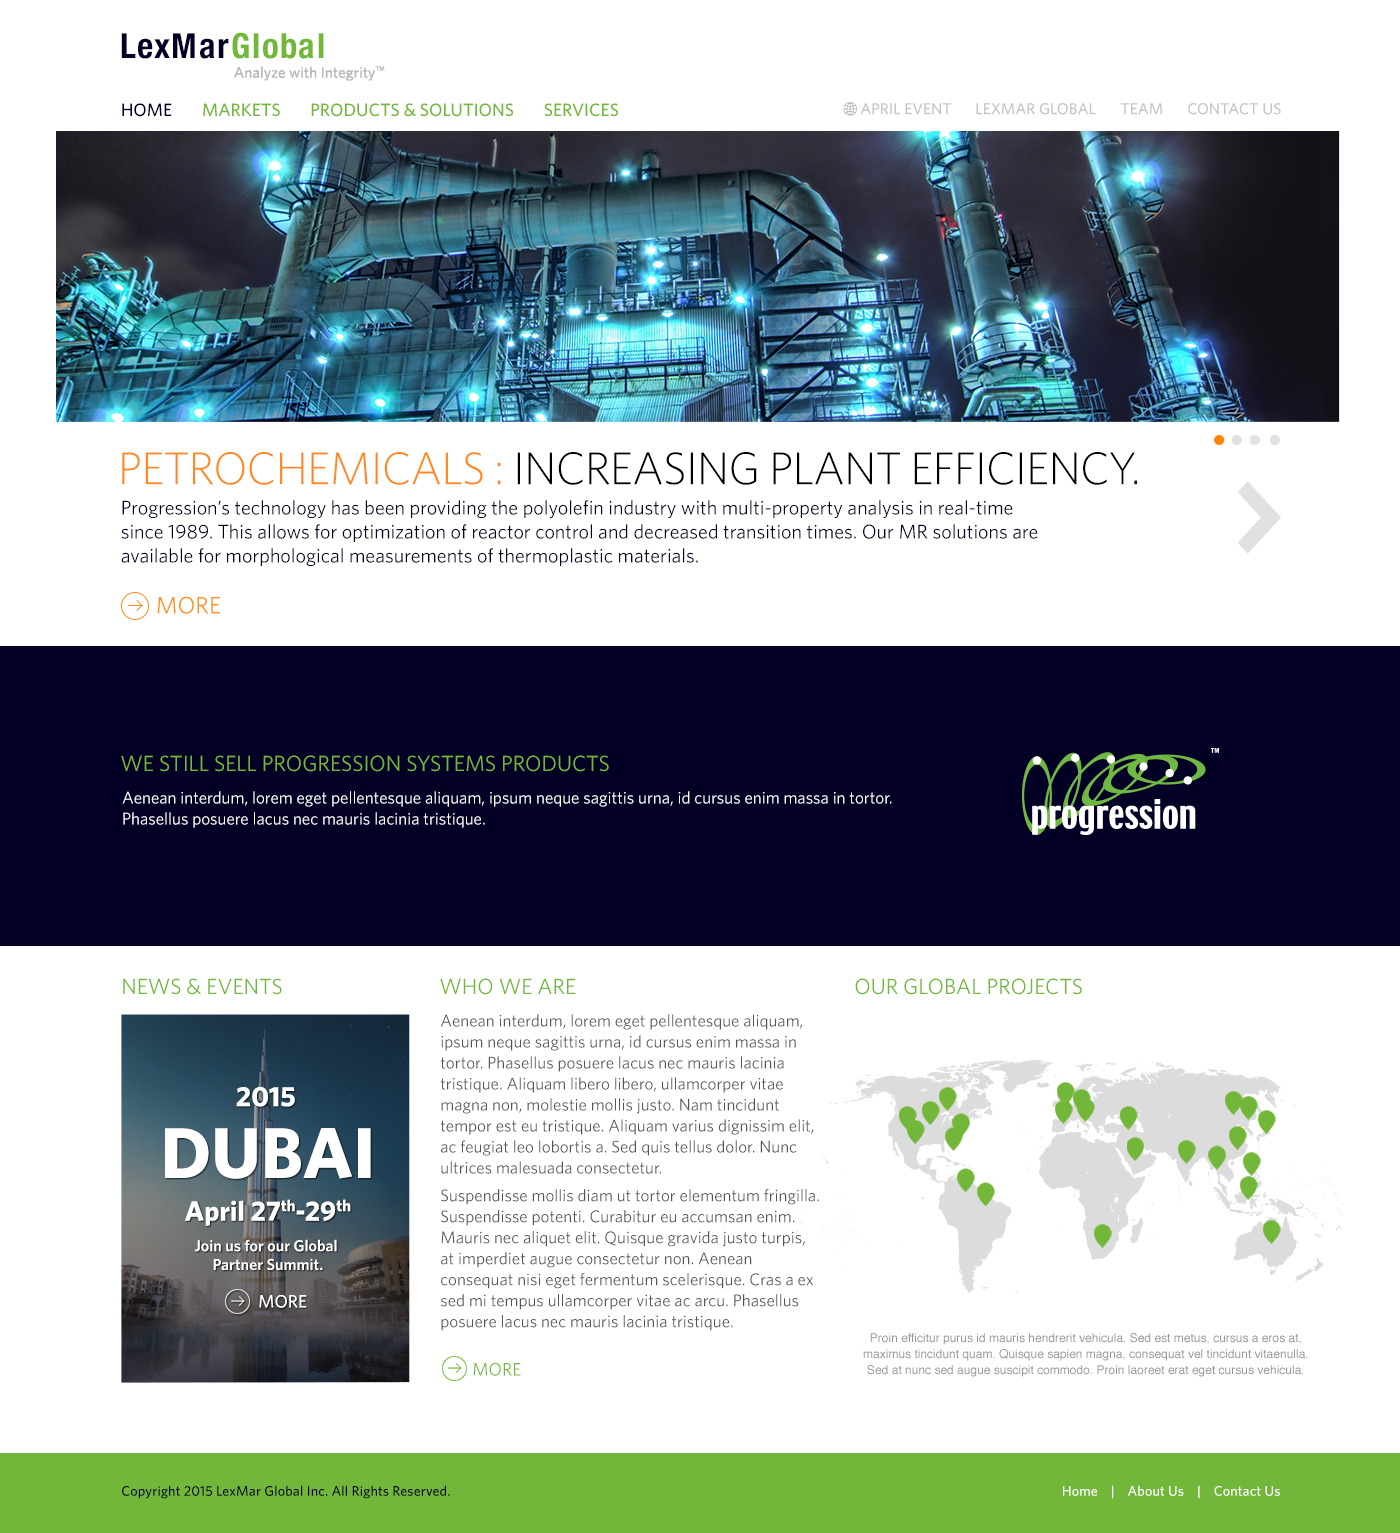 LexMarGlobal
Analyze with Integrity™
HOME MARKETS PRODUCTS & SOLUTIONS SERVICES
APRIL EVENT LEXMAR GLOBAL TEAM CONTACT US
PETROCHEMICALS : INCREASING PLANT EFFICIENCY.
Progression's technology has been providing the polyolefin industry with multi-property analysis in real-time
since 1989. This allows for optimization of reactor control and decreased transition times. Our MR solutions are
available for morphological measurements of thermoplastic materials.
MORE
WE STILL SELL PROGRESSION SYSTEMS PRODUCTS
Aenean interdum, lorem eget pellentesque aliquam, ipsum neque sagittis urna, id cursus enim massa in tortor.
Phasellus posuere lacus nec mauris lacinia tristique.
progression™
NEWS & EVENTS
2015
DUBAI
April 27th-29th
Join us for our Global
Partner Summit.
MORE
WHO WE ARE
Aenean interdum, lorem eget pellentesque aliquam,
ipsum neque sagittis urna, id cursus enim massa in
tortor. Phasellus posuere lacus nec mauris lacinia
tristique. Aliquam libero libero, ullamcorper vitae
magna non, molestie mollis justo. Nam tincidunt
tempor est eu tristique. Aliquam varius dignissim elit,
ac feugiat leo lobortis a. Sed quis tellus dolor. Nunc
ultrices malesuada consectetur.
Suspendisse mollis diam ut tortor elementum fringilla.
Suspendisse potenti. Curabitur eu accumsan enim.
Mauris nec aliquet elit. Quisque gravida justo turpis,
at imperdiet augue consectetur non. Aenean
consequat nisi eget fermentum scelerisque. Cras a ex
sed mi tempus ullamcorper vitae ac arcu. Phasellus
posuere lacus nec mauris lacinia tristique.
MORE
OUR GLOBAL PROJECTS
Proin efficitur purus id mauris hendrerit vehicula. Sed est metus, cursus a eros at,
maximus tincidunt quam. Quisque sapien magna, consequat vel tincidunt vitaenulla.
Sed at nunc sed augue suscipit commodo. Proin laoreet erat eget cursus vehicula.
Copyright 2015 LexMar Global Inc. All Rights Reserved.
Home | About Us | Contact Us